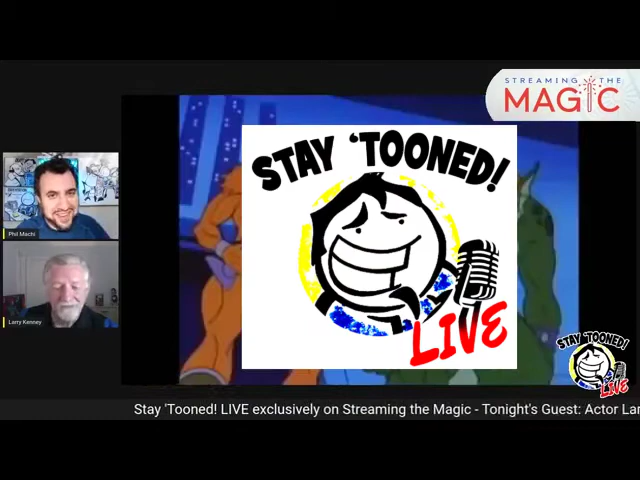 STREAMING THE
MAGIC
STAY 'TOONED!
LIVE
Phil Machi
Larry Kenney
STAY 'TOONED!
LIVE
Stay 'Tooned! LIVE exclusively on Streaming the Magic - Tonight's Guest: Actor Lar